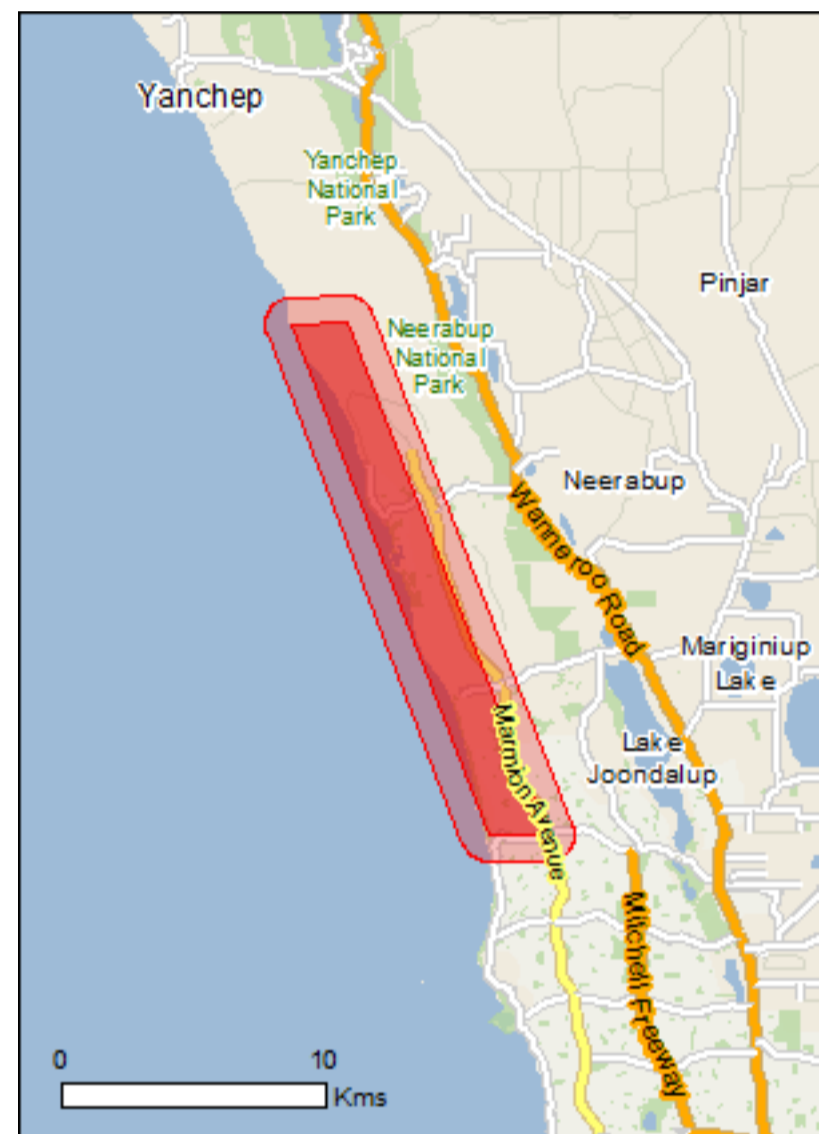 Yanchep
Yanchep
National
Park
Pinjar
Neerabup
National
Park
Neerabup
Wanneroo Road
Mariginiup
Lake
Lake
Joondalup
Marmion Avenue
Mitchell Freeway
0 10
Kms